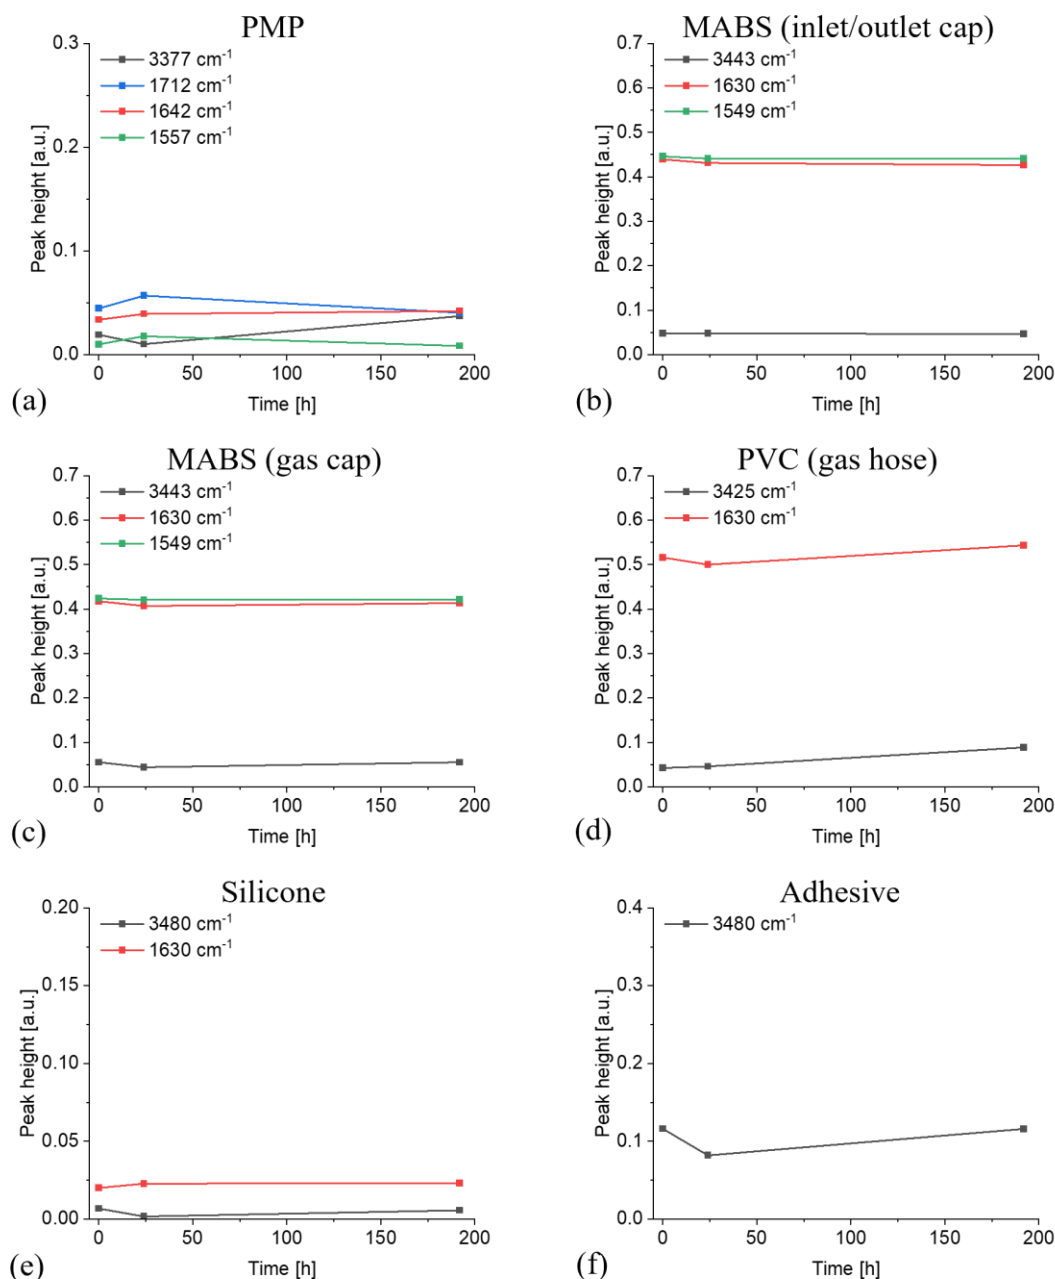 PMP
0.3
3377 cm⁻¹
1712 cm⁻¹
1642 cm⁻¹
1557 cm⁻¹
0.2
0.1
0.0
Peak height [a.u.]
0 50 100 150 200
Time [h]
(a)
MABS (inlet/outlet cap)
0.7
3443 cm⁻¹
1630 cm⁻¹
1549 cm⁻¹
0.6
0.5
0.4
0.3
0.2
0.1
0.0
Peak height [a.u.]
0 50 100 150 200
Time [h]
(b)
MABS (gas cap)
0.7
3443 cm⁻¹
1630 cm⁻¹
1549 cm⁻¹
0.6
0.5
0.4
0.3
0.2
0.1
0.0
Peak height [a.u.]
0 50 100 150 200
Time [h]
(c)
PVC (gas hose)
0.7
3425 cm⁻¹
1630 cm⁻¹
0.6
0.5
0.4
0.3
0.2
0.1
0.0
Peak height [a.u.]
0 50 100 150 200
Time [h]
(d)
Silicone
0.20
3480 cm⁻¹
1630 cm⁻¹
0.15
0.10
0.05
0.00
Peak height [a.u.]
0 50 100 150 200
Time [h]
(e)
Adhesive
0.4
3480 cm⁻¹
0.3
0.2
0.1
0.0
Peak height [a.u.]
0 50 100 150 200
Time [h]
(f)